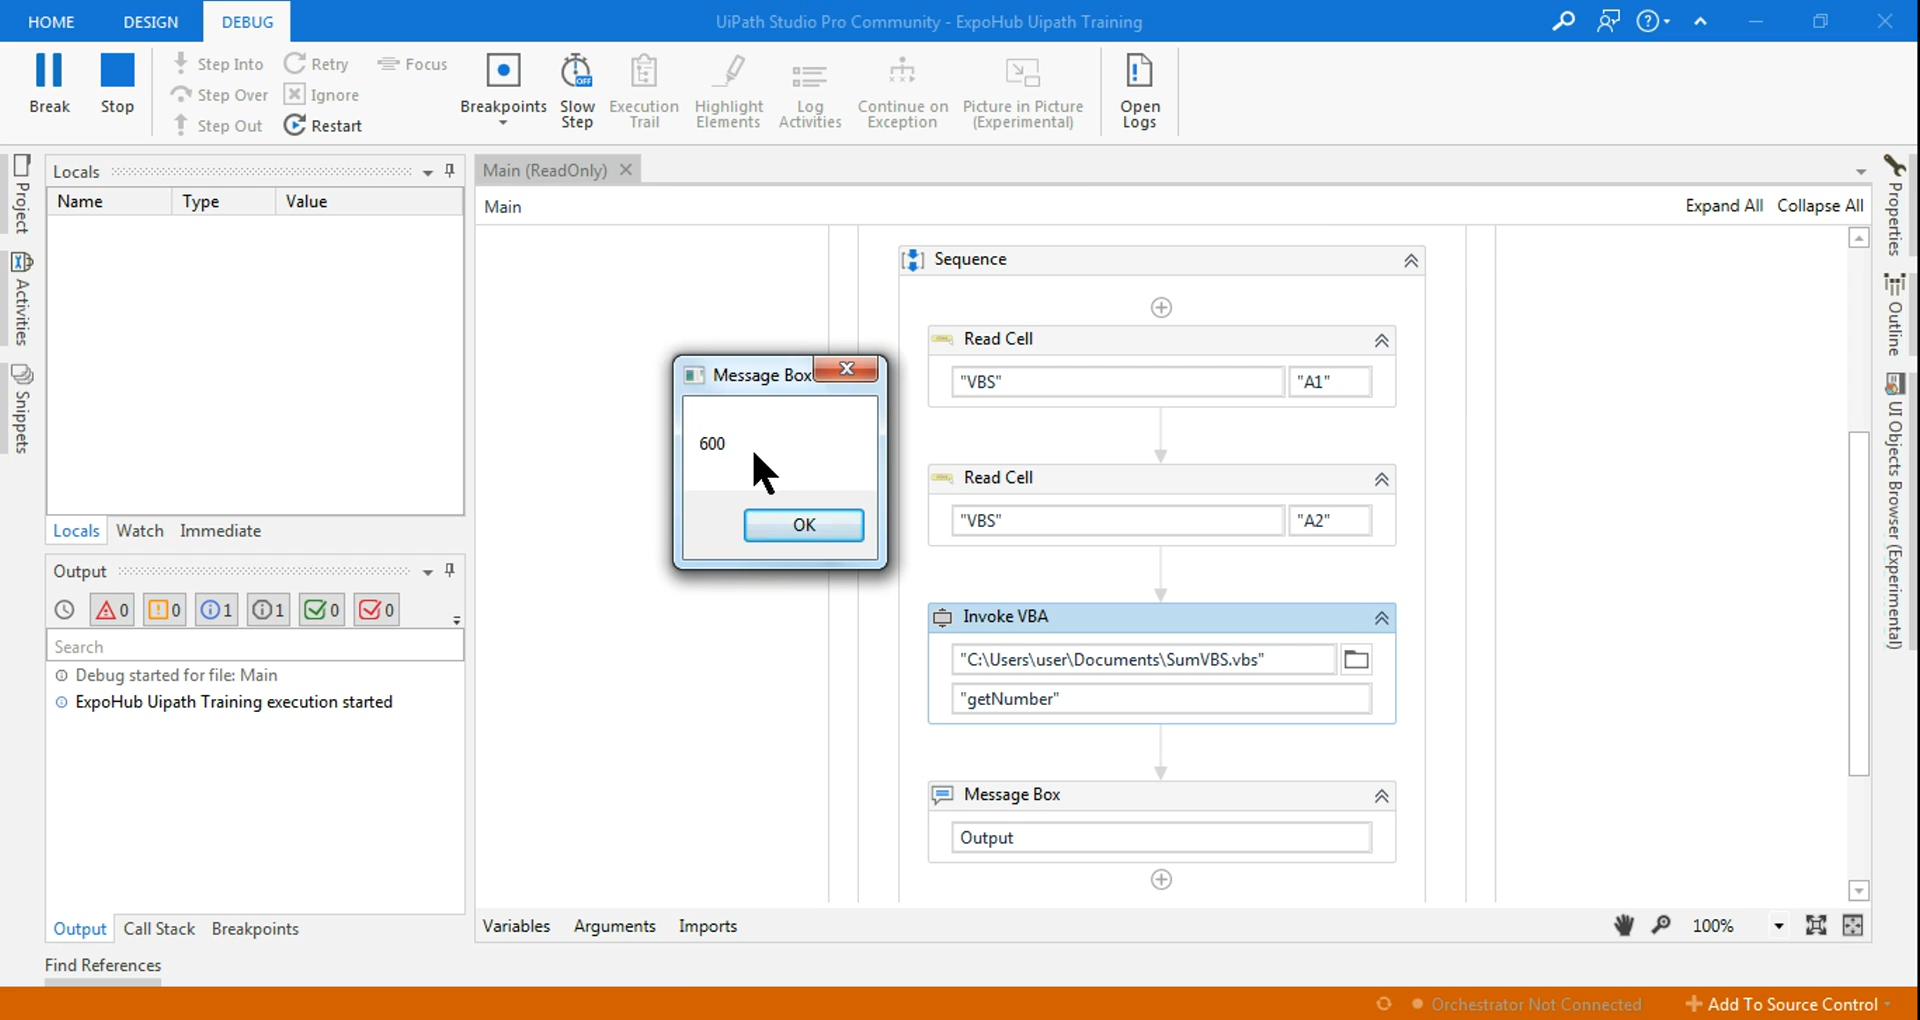 HOME DESIGN DEBUG UiPath Studio Pro Community - ExpoHub Uipath Training
Break Stop Step Into Step Over Step Out Retry Ignore Restart Focus
Breakpoints
Slow
Step
Execution
Trail
Highlight
Elements
Log
Activities
Continue on
Exception
Picture in Picture
(Experimental)
Open
Logs
Project
Activities
Snippets
Locals
Name Type Value
Locals Watch Immediate
Output
0 0 1 1 0 0
Search
Debug started for file: Main
ExpoHub Uipath Training execution started
Output Call Stack Breakpoints
Find References
Main (ReadOnly)
Main Expand All Collapse All
Sequence
Read Cell
"VBS" "A1"
Read Cell
"VBS" "A2"
Invoke VBA
"C:\Users\user\Documents\SumVBS.vbs"
"getNumber"
Message Box
Output
Message Box
600
OK
Variables Arguments Imports 100%
Properties
Outline
UI Objects Browser (Experimental)
Orchestrator Not Connected Add To Source Control